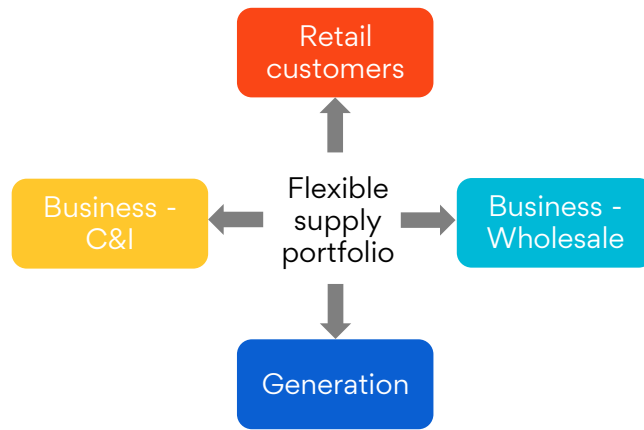 Retail
customers
Business -
C&I
Flexible
supply
portfolio
Business -
Wholesale
Generation